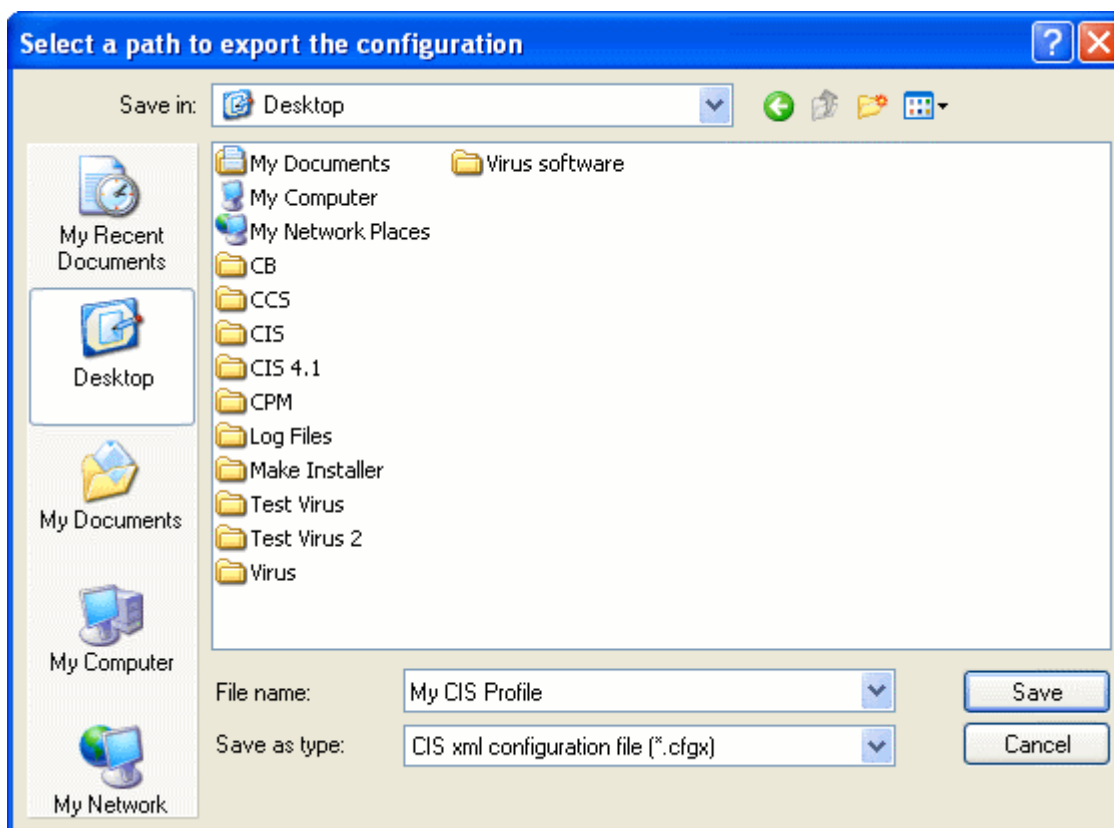 Select a path to export the configuration
Save in: Desktop
My Documents Virus software
My Computer
My Network Places
CB
CCS
CIS
CIS 4.1
CPM
Log Files
Make Installer
Test Virus
Test Virus 2
Virus
My Recent
Documents
Desktop
My Documents
My Computer
My Network
File name: My CIS Profile Save
Save as type: CIS xml configuration file (*.cfgx) Cancel